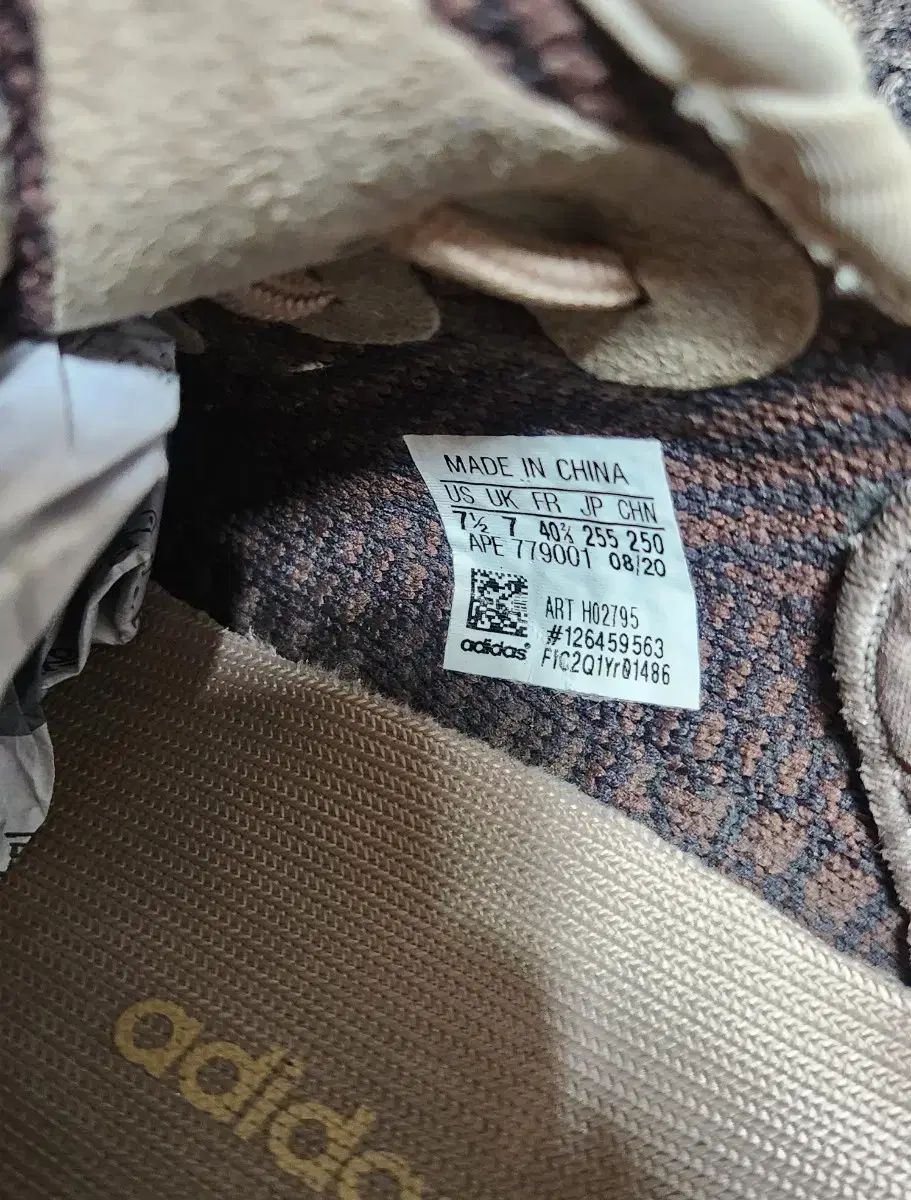 MADE IN CHINA
US UK FR JP CHN
7½ 7 40⅔ 255 250
APE 779001 08/20
ART H02795
#126459563
adidas
F1C2Q1YrQ1486
adidas